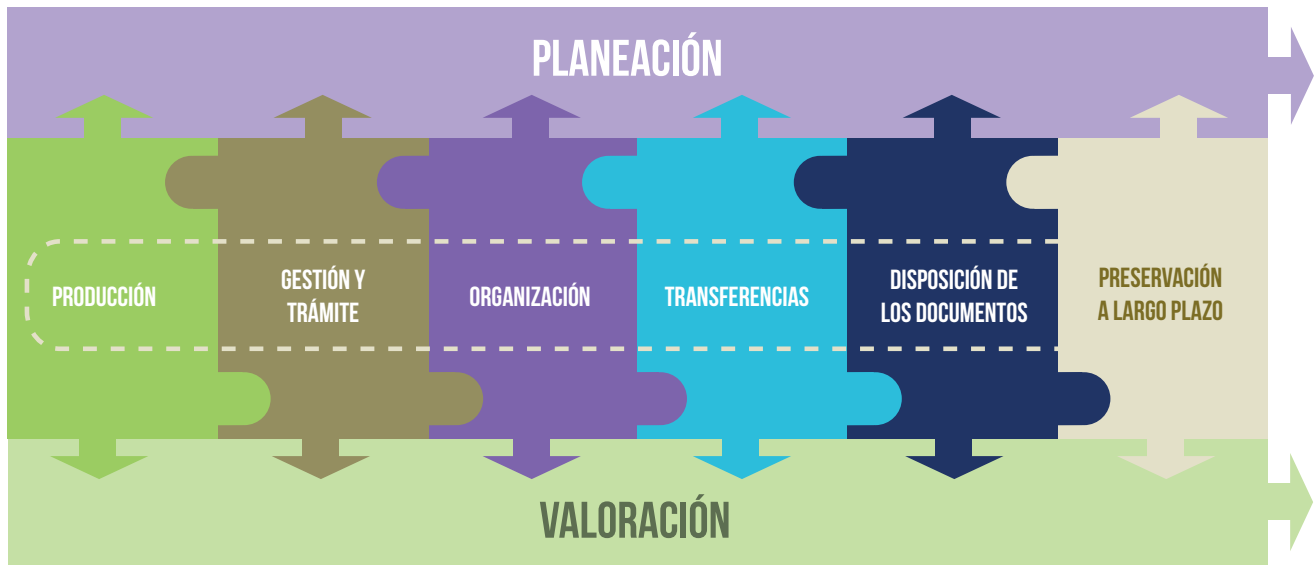 PLANEACIÓN
PRODUCCIÓN
GESTIÓN Y
TRÁMITE
ORGANIZACIÓN
TRANSFERENCIAS
DISPOSICIÓN DE
LOS DOCUMENTOS
PRESERVACIÓN
A LARGO PLAZO
VALORACIÓN